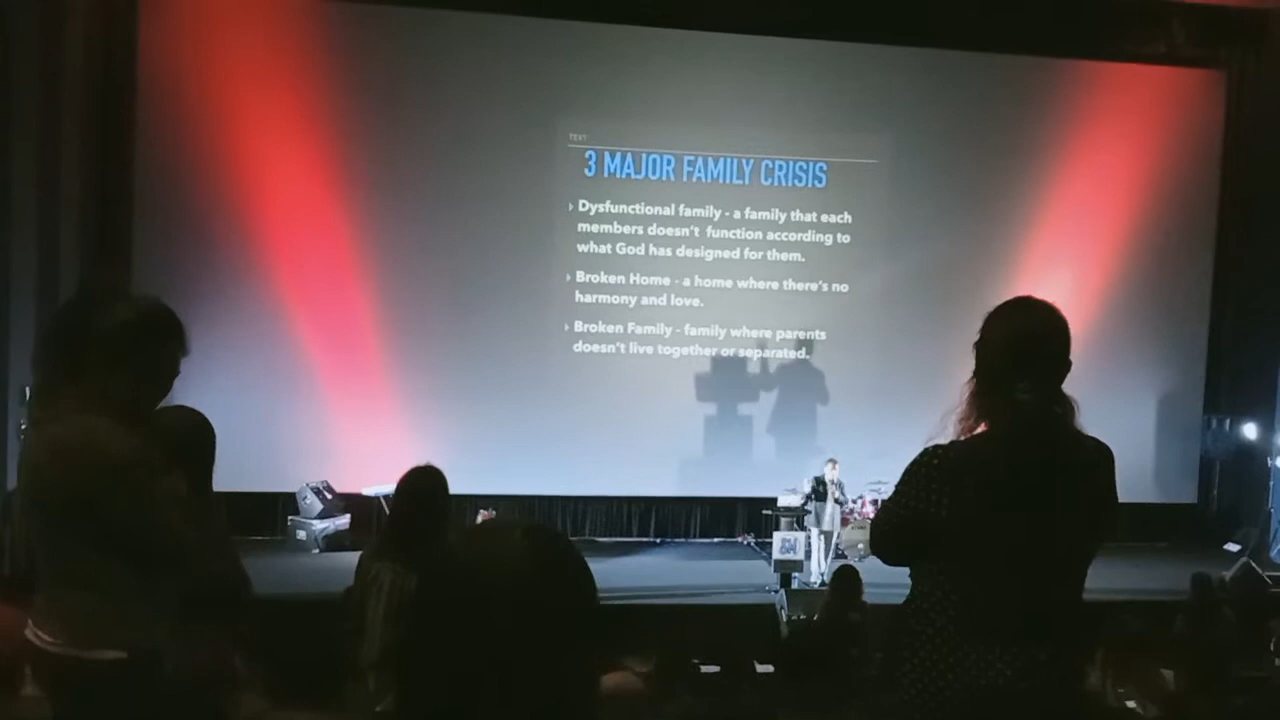 TEXT
3 MAJOR FAMILY CRISIS
Dysfunctional family - a family that each
members doesn't function according to
what God has designed for them.
Broken Home - a home where there's no
harmony and love.
Broken Family - family where parents
doesn't live together or separated.
SM